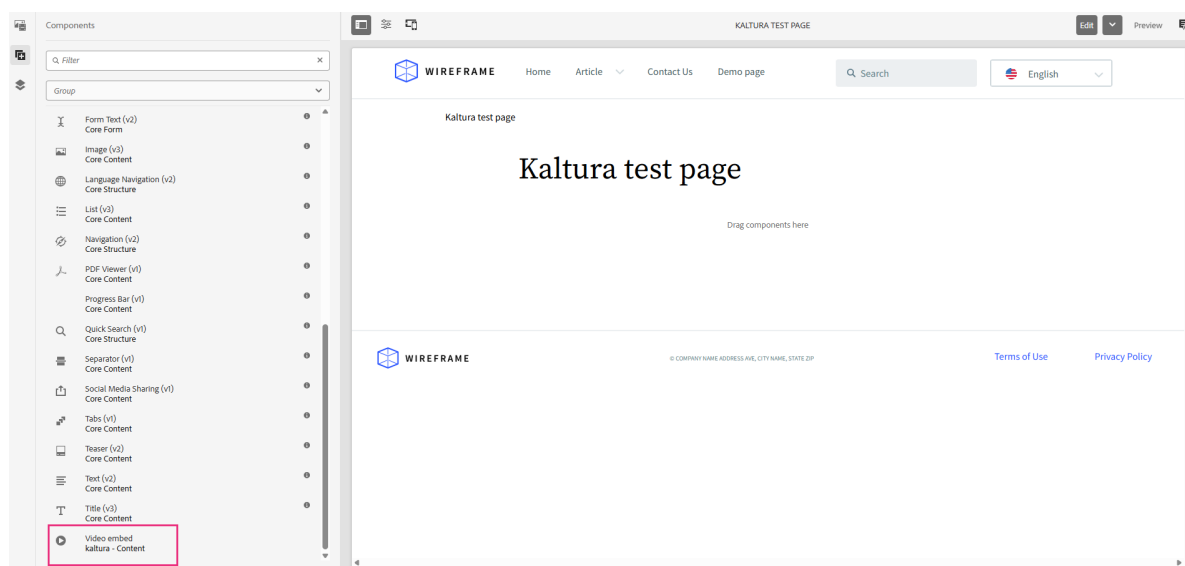 Components
Filter
Group
Form Text (v2)
Core Form
Image (v3)
Core Content
Language Navigation (v2)
Core Structure
List (v3)
Core Content
Navigation (v2)
Core Structure
PDF Viewer (v1)
Core Content
Progress Bar (v1)
Core Content
Quick Search (v1)
Core Structure
Separator (v1)
Core Content
Social Media Sharing (v1)
Core Content
Tabs (v1)
Core Content
Teaser (v2)
Core Content
Text (v2)
Core Content
Title (v3)
Core Content
Video embed
kaltura - Content
KALTURA TEST PAGE
Edit Preview
WIREFRAME Home Article Contact Us Demo page Search English
Kaltura test page
Kaltura test page
Drag components here
WIREFRAME © COMPANY NAME ADDRESS AVE, CITY NAME, STATE ZIP Terms of Use Privacy Policy